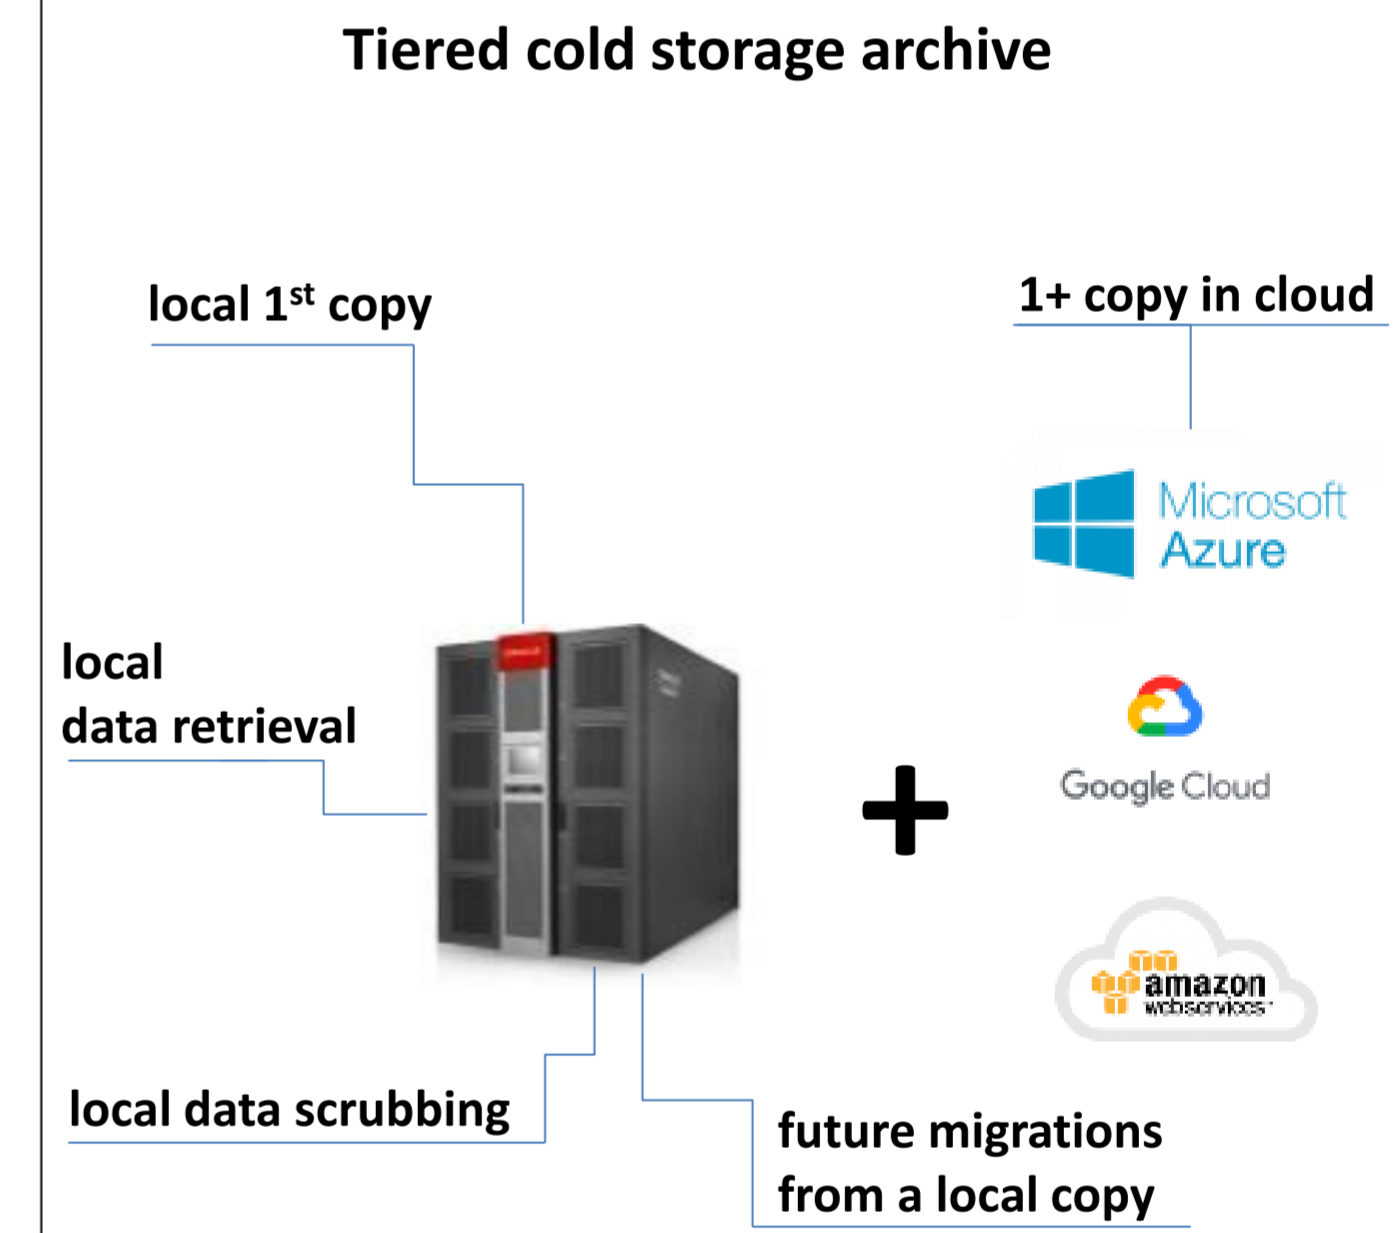 Tiered cold storage archive
local 1st copy
1+ copy in cloud
Microsoft
Azure
local
data retrieval
Google Cloud
amazon
webservices
local data scrubbing
future migrations
from a local copy